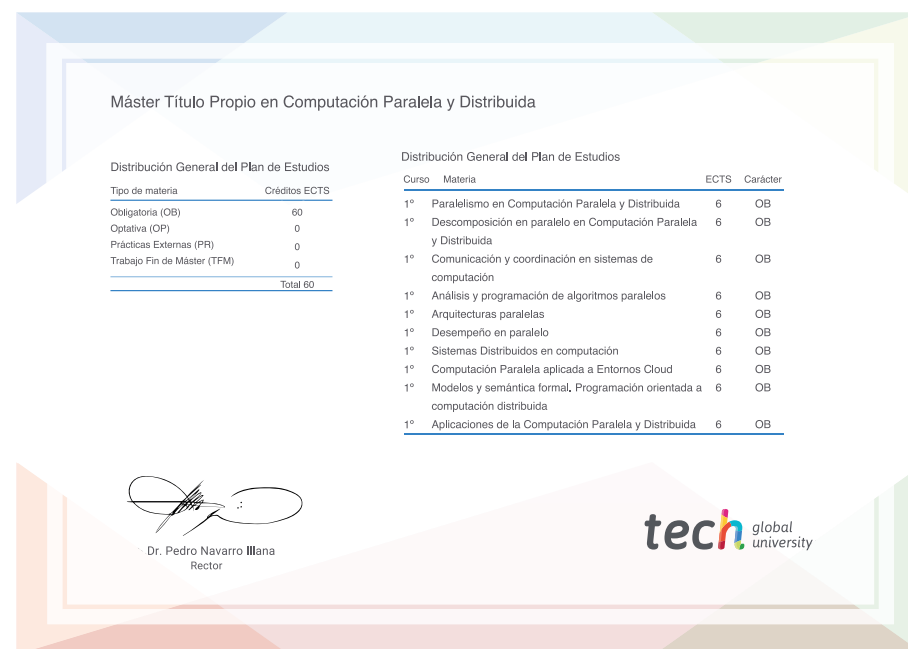 Máster Título Propio en Computación Paralela y Distribuida
Distribución General del Plan de Estudios
Tipo de materia Créditos ECTS
Obligatoria (OB) 60
Optativa (OP) 0
Prácticas Externas (PR) 0
Trabajo Fin de Máster (TFM) 0
Total 60
Distribución General del Plan de Estudios
Curso Materia ECTS Carácter
1º Paralelismo en Computación Paralela y Distribuida 6 OB
1º Descomposición en paralelo en Computación Paralela 6 OB
y Distribuida
1º Comunicación y coordinación en sistemas de 6 OB
computación
1º Análisis y programación de algoritmos paralelos 6 OB
1º Arquitecturas paralelas 6 OB
1º Desempeño en paralelo 6 OB
1º Sistemas Distribuidos en computación 6 OB
1º Computación Paralela aplicada a Entornos Cloud 6 OB
1º Modelos y semántica formal. Programación orientada a 6 OB
computación distribuida
1º Aplicaciones de la Computación Paralela y Distribuida 6 OB
Dr. Pedro Navarro Illana
Rector
tech global
university